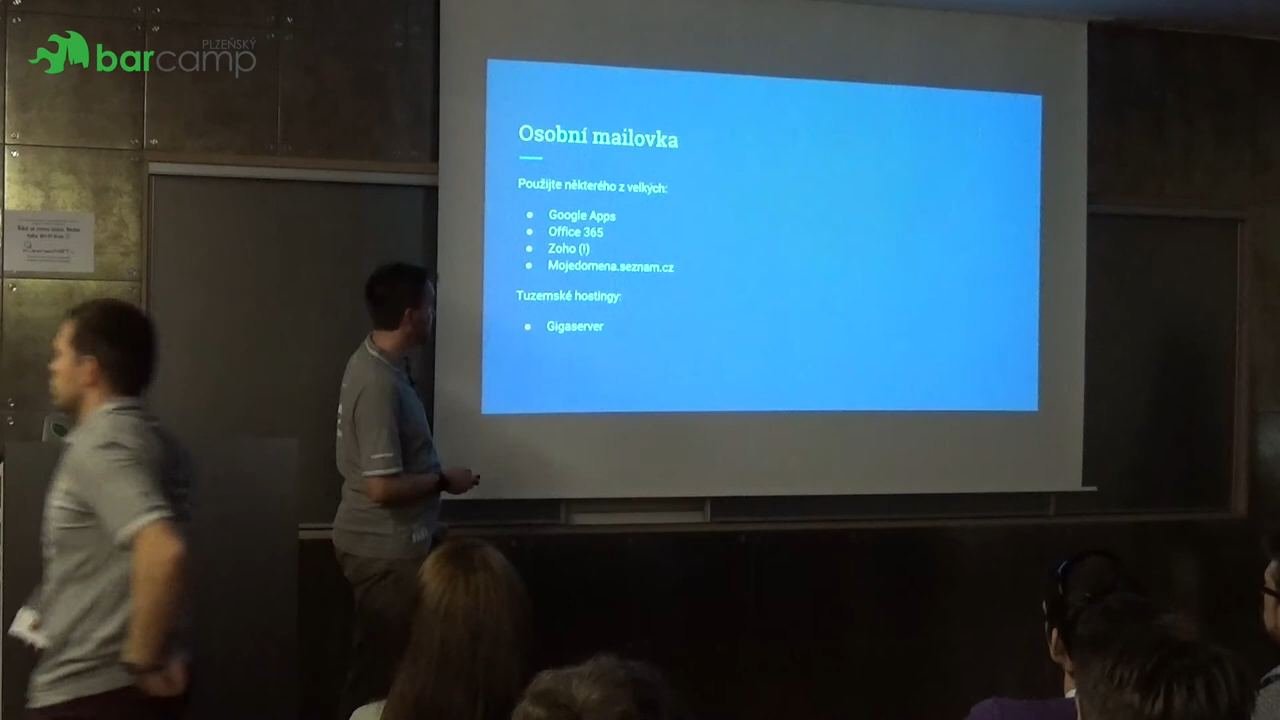 PLZEŇSKÝ
barcamp
Osobní mailovka
Použijte některého z velkých:
Google Apps
Office 365
Zoho (!)
Mojedomena.seznam.cz
Tuzemské hostingy:
Gigaserver